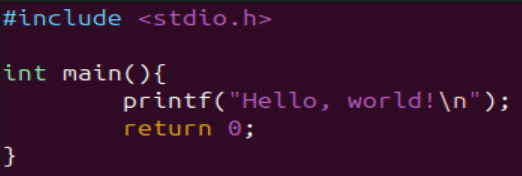 #include <stdio.h>
int main(){
        printf("Hello, world!\n");
        return 0;
}